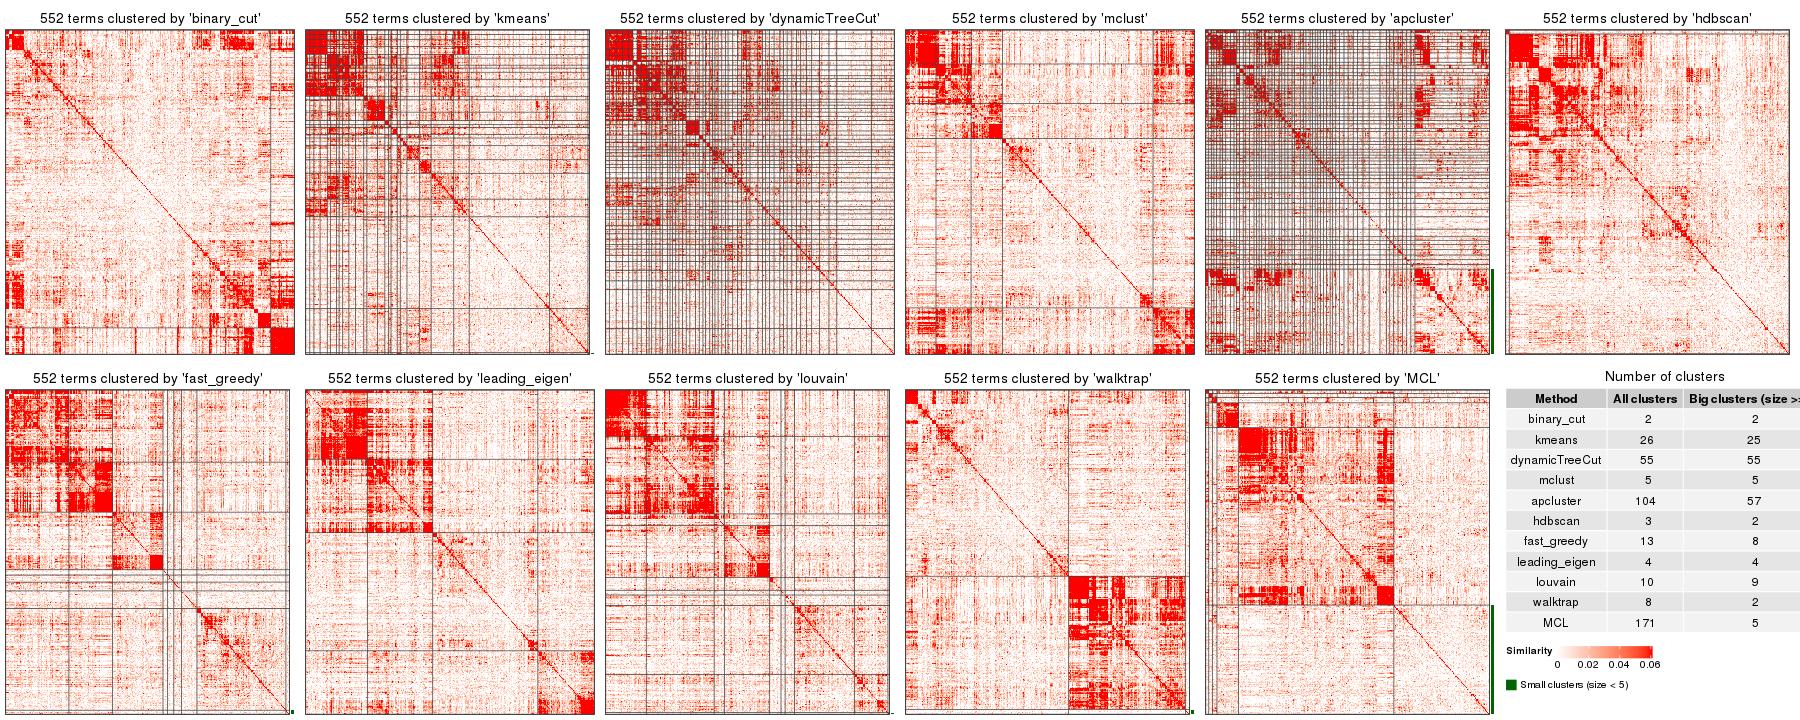 552 terms clustered by 'binary_cut'
552 terms clustered by 'kmeans'
552 terms clustered by 'dynamicTreeCut'
552 terms clustered by 'mclust'
552 terms clustered by 'apcluster'
552 terms clustered by 'hdbscan'
552 terms clustered by 'fast_greedy'
552 terms clustered by 'leading_eigen'
552 terms clustered by 'louvain'
552 terms clustered by 'walktrap'
552 terms clustered by 'MCL'
Number of clusters
Method All clusters Big clusters (size >=
binary_cut 2 2
kmeans 26 25
dynamicTreeCut 55 55
mclust 5 5
apcluster 104 57
hdbscan 3 2
fast_greedy 13 8
leading_eigen 4 4
louvain 10 9
walktrap 8 2
MCL 171 5
Similarity
0 0.02 0.04 0.06
Small clusters (size < 5)